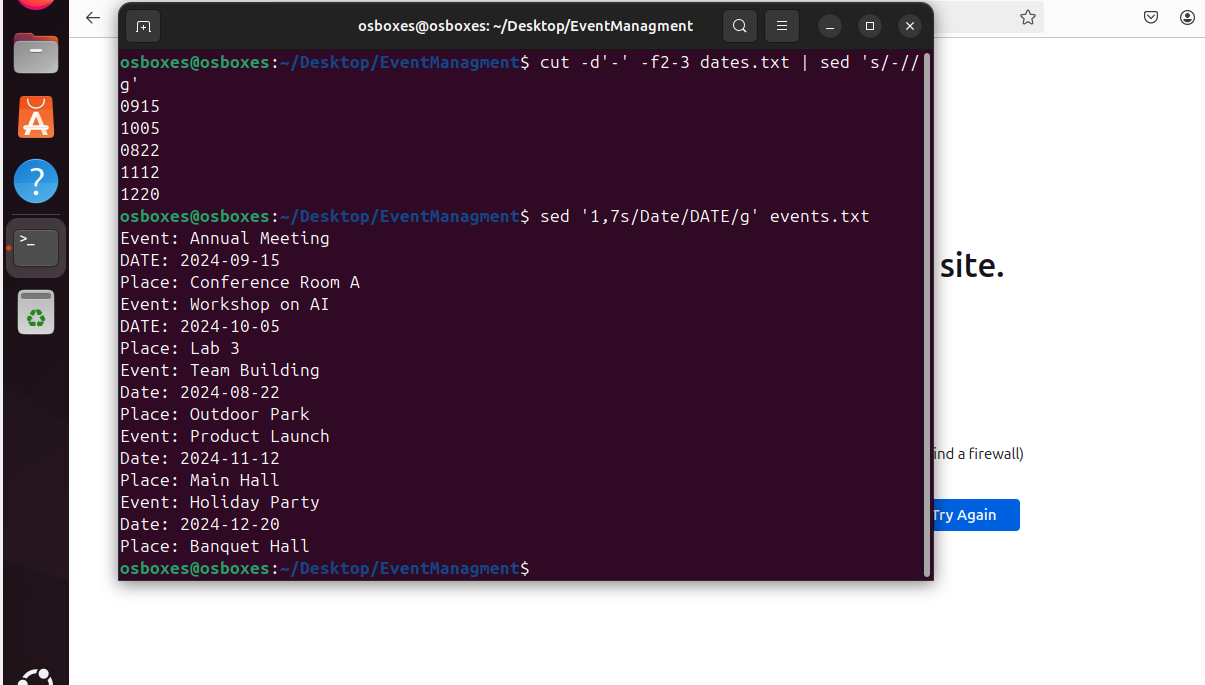 osboxes@osboxes: ~/Desktop/EventManagment
osboxes@osboxes:~/Desktop/EventManagment$ cut -d'-' -f2-3 dates.txt | sed 's/-//
g'
0915
1005
0822
1112
1220
osboxes@osboxes:~/Desktop/EventManagment$ sed '1,7s/Date/DATE/g' events.txt
Event: Annual Meeting
DATE: 2024-09-15
Place: Conference Room A
Event: Workshop on AI
DATE: 2024-10-05
Place: Lab 3
Event: Team Building
Date: 2024-08-22
Place: Outdoor Park
Event: Product Launch
Date: 2024-11-12
Place: Main Hall
Event: Holiday Party
Date: 2024-12-20
Place: Banquet Hall
osboxes@osboxes:~/Desktop/EventManagment$
site.
ind a firewall)
Try Again